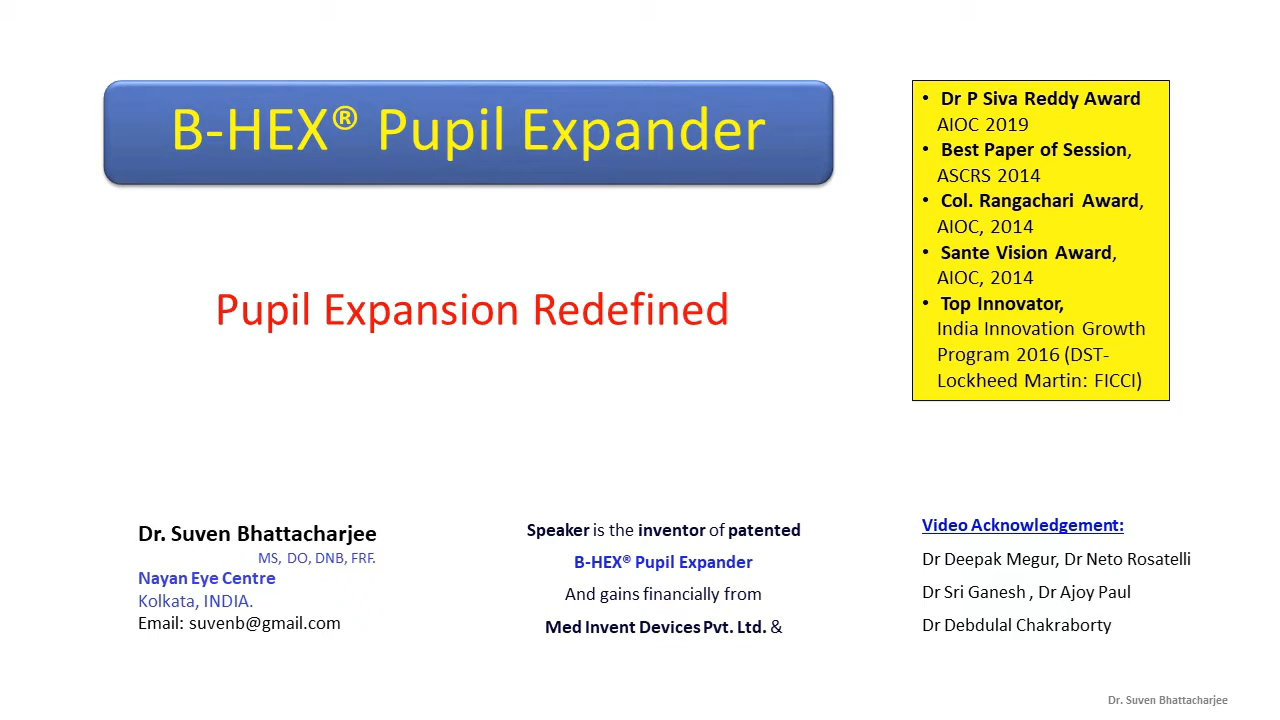 B-HEX® Pupil Expander
Pupil Expansion Redefined
• Dr P Siva Reddy Award
AIOC 2019
• Best Paper of Session,
ASCRS 2014
• Col. Rangachari Award,
AIOC, 2014
• Sante Vision Award,
AIOC, 2014
• Top Innovator,
India Innovation Growth
Program 2016 (DST-
Lockheed Martin: FICCI)
Dr. Suven Bhattacharjee
MS, DO, DNB, FRF.
Nayan Eye Centre
Kolkata, INDIA.
Email: suvenb@gmail.com
Speaker is the inventor of patented
B-HEX® Pupil Expander
And gains financially from
Med Invent Devices Pvt. Ltd. &
Video Acknowledgement:
Dr Deepak Megur, Dr Neto Rosatelli
Dr Sri Ganesh , Dr Ajoy Paul
Dr Debdulal Chakraborty
Dr. Suven Bhattacharjee